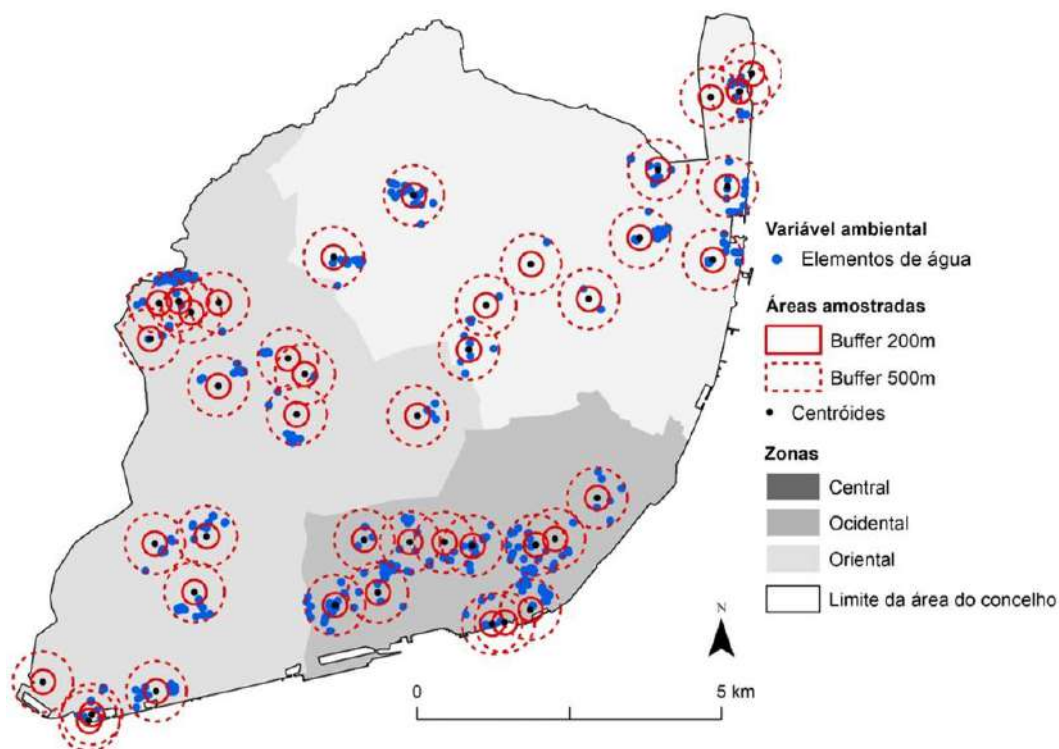 Variável ambiental
Elementos de água
Áreas amostradas
Buffer 200m
Buffer 500m
Centróides
Zonas
Central
Ocidental
Oriental
Limite da área do concelho
N
0
5 km